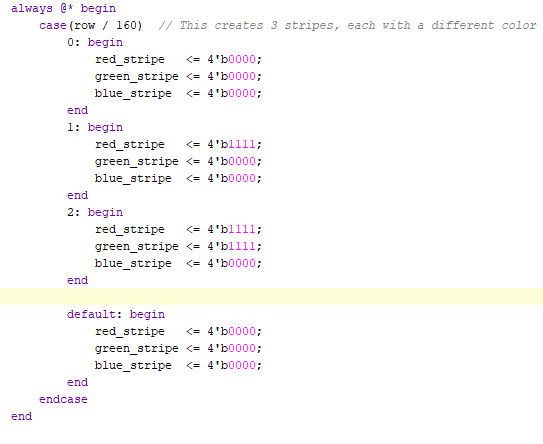 always @* begin
    case(row / 160)  // This creates 3 stripes, each with a different color
        0: begin
            red_stripe   <= 4'b0000;
            green_stripe <= 4'b0000;
            blue_stripe  <= 4'b0000;
        end
        1: begin
            red_stripe   <= 4'b1111;
            green_stripe <= 4'b0000;
            blue_stripe  <= 4'b0000;
        end
        2: begin
            red_stripe   <= 4'b1111;
            green_stripe <= 4'b1111;
            blue_stripe  <= 4'b0000;
        end

        default: begin
            red_stripe   <= 4'b0000;
            green_stripe <= 4'b0000;
            blue_stripe  <= 4'b0000;
        end
    endcase
end